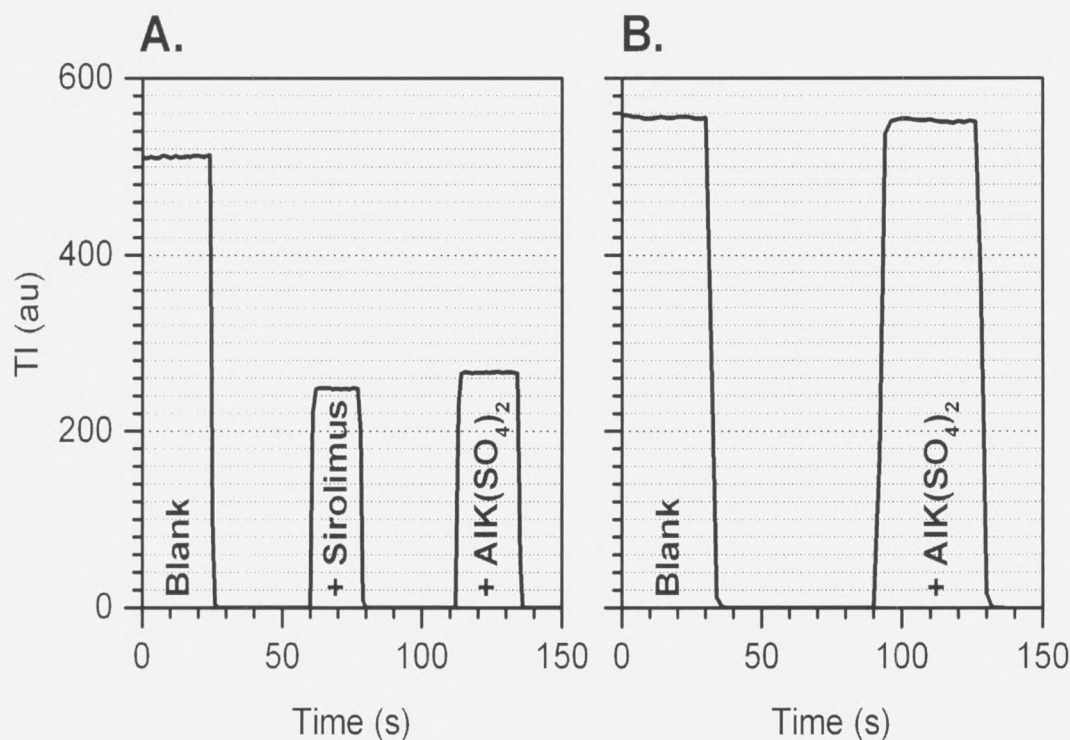 A.
B.
600
400
200
0
TI (au)
Blank
+ Sirolimus
+ AlK(SO₄)₂
Blank
+ AlK(SO₄)₂
0 50 100 150
0 50 100 150
Time (s)
Time (s)